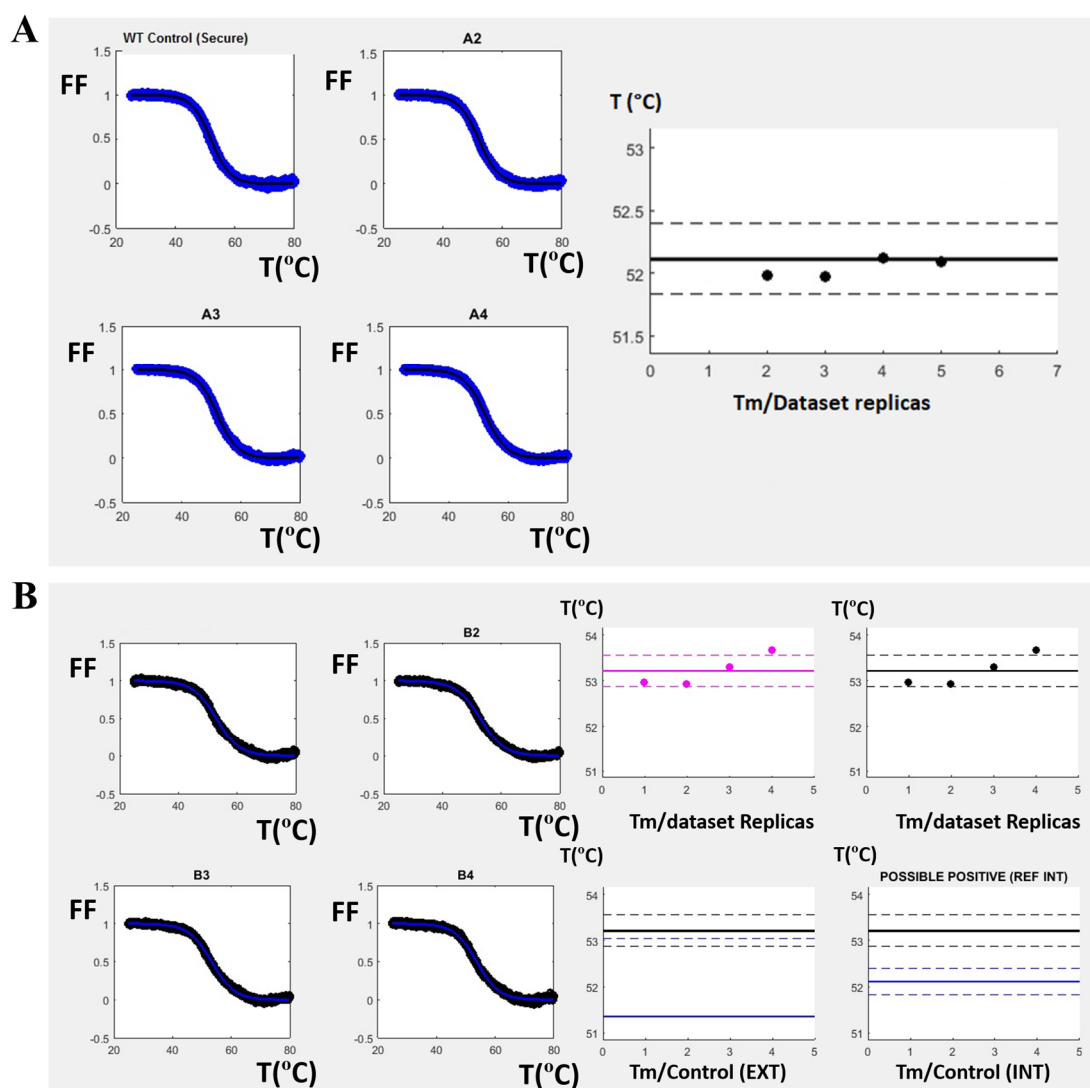 A
WT Control (Secure)
FF
1.5
1
0.5
0
-0.5
20 40 60 80
T(ºC)
A2
FF
1.5
1
0.5
0
-0.5
20 40 60 80
T(ºC)
T (°C)
53
52.5
52
51.5
0 1 2 3 4 5 6 7
Tm/Dataset replicas
A3
FF
1.5
1
0.5
0
-0.5
20 40 60 80
T(ºC)
A4
FF
1.5
1
0.5
0
-0.5
20 40 60 80
T(ºC)
B
FF
1.5
1
0.5
0
-0.5
20 40 60 80
T(ºC)
B2
FF
1.5
1
0.5
0
-0.5
20 40 60 80
T(ºC)
T(ºC)
54
53
52
51
0 1 2 3 4 5
Tm/dataset Replicas
T(ºC)
54
53
52
51
0 1 2 3 4 5
Tm/dataset Replicas
B3
FF
1.5
1
0.5
0
-0.5
20 40 60 80
T(ºC)
B4
FF
1.5
1
0.5
0
-0.5
20 40 60 80
T(ºC)
T(ºC)
54
53
52
51
0 1 2 3 4 5
Tm/Control (EXT)
T(ºC)
POSSIBLE POSITIVE (REF INT)
54
53
52
51
0 1 2 3 4 5
Tm/Control (INT)